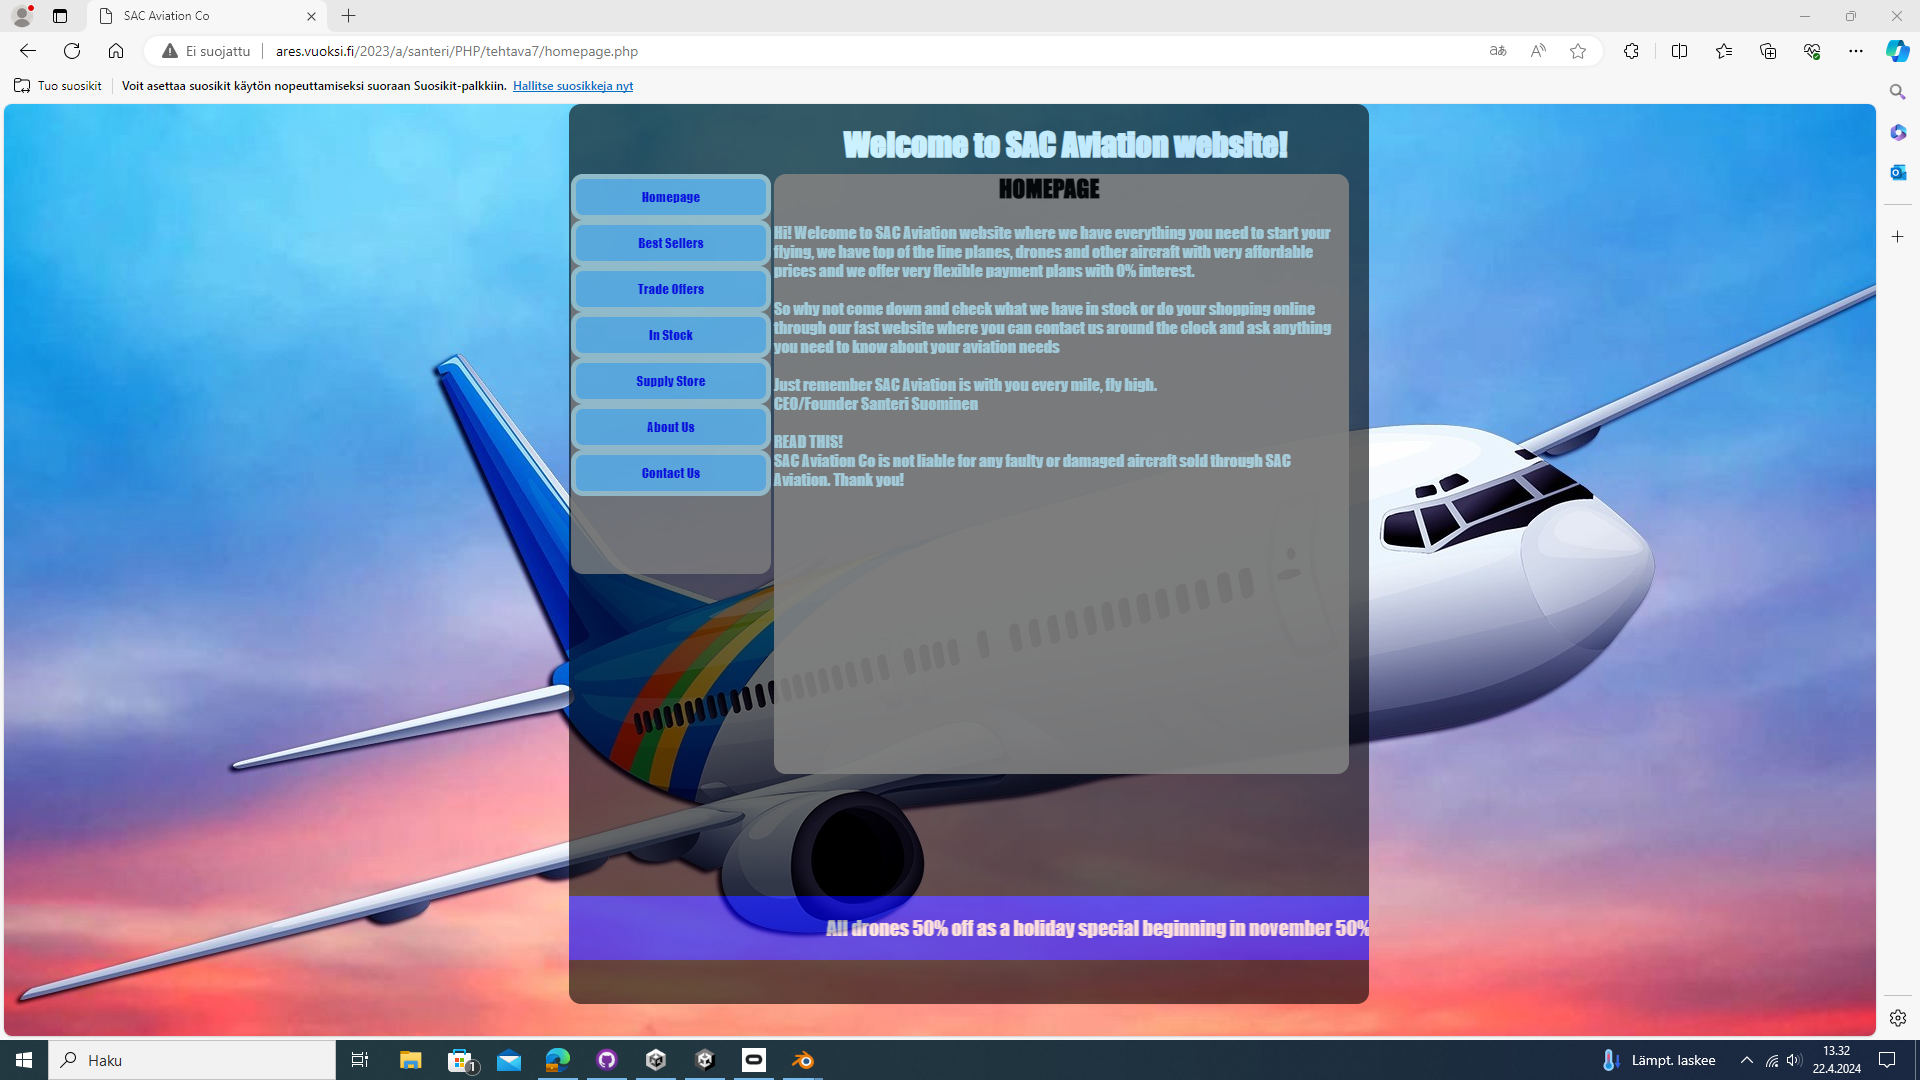 SAC Aviation Co
Ei suojattu
ares.vuoksi.fi/2023/a/santeri/PHP/tehtava7/homepage.php
Tuo suosikit
Voit asettaa suosikit käytön nopeuttamiseksi suoraan Suosikit-palkkiin. Hallitse suosikkeja nyt
Welcome to SAC Aviation website!
Homepage
Best Sellers
Trade Offers
In Stock
Supply Store
About Us
Contact Us
HOMEPAGE
Hi! Welcome to SAC Aviation website where we have everything you need to start your
flying, we have top of the line planes, drones and other aircraft with very affordable
prices and we offer very flexible payment plans with 0% interest.
So why not come down and check what we have in stock or do your shopping online
through our fast website where you can contact us around the clock and ask anything
you need to know about your aviation needs
Just remember SAC Aviation is with you every mile, fly high.
CEO/Founder Santeri Suominen
READ THIS!
SAC Aviation Co is not liable for any faulty or damaged aircraft sold through SAC
Aviation. Thank you!
All drones 50% off as a holiday special beginning in november 50%
Haku
1
Lämpt. laskee
13.32
22.4.2024